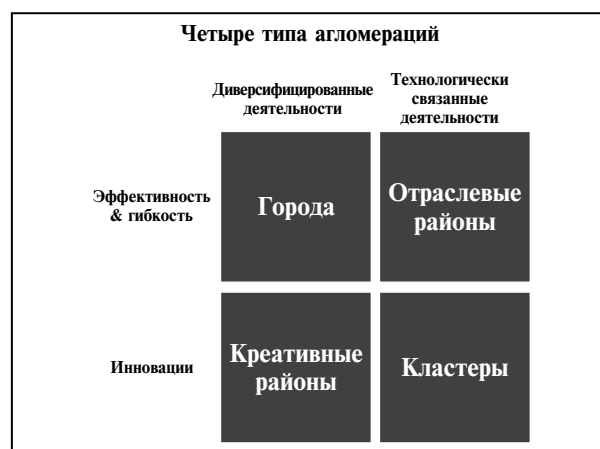 Четыре типа агломераций
Диверсифицированные
деятельности
Технологически
связанные
деятельности
Эффективность
& гибкость
Города
Отраслевые
районы
Инновации
Креативные
районы
Кластеры